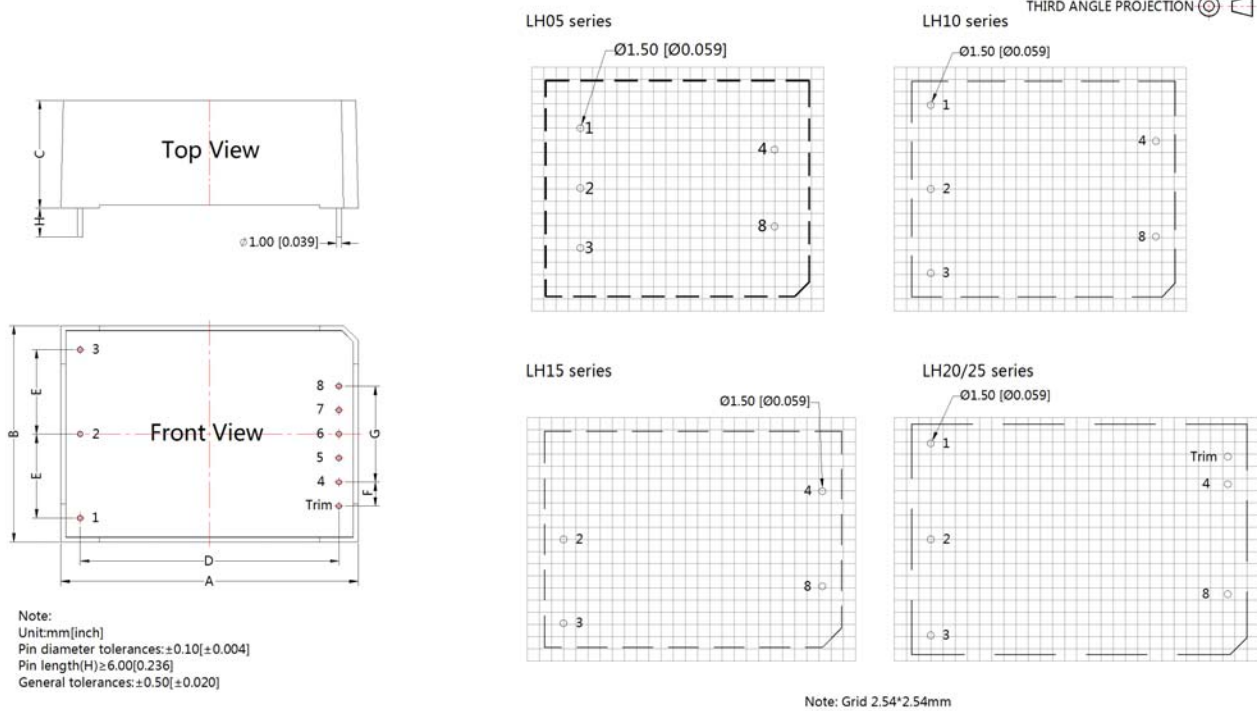 THIRD ANGLE PROJECTION
LH05 series
LH10 series
Ø1.50 [Ø0.059]
Ø1.50 [Ø0.059]
1
4
2
8
3
1
4
2
8
3
C
Top View
H
⌀1.00 [0.039]
3
8
7
E
B
2
Front View
6
G
5
E
4
F
Trim
1
D
A
LH15 series
LH20/25 series
Ø1.50 [Ø0.059]
Ø1.50 [Ø0.059]
4
2
8
3
1
Trim
4
2
8
3
Note:
Unit:mm[inch]
Pin diameter tolerances:±0.10[±0.004]
Pin length(H)≥6.00[0.236]
General tolerances:±0.50[±0.020]
Note: Grid 2.54*2.54mm